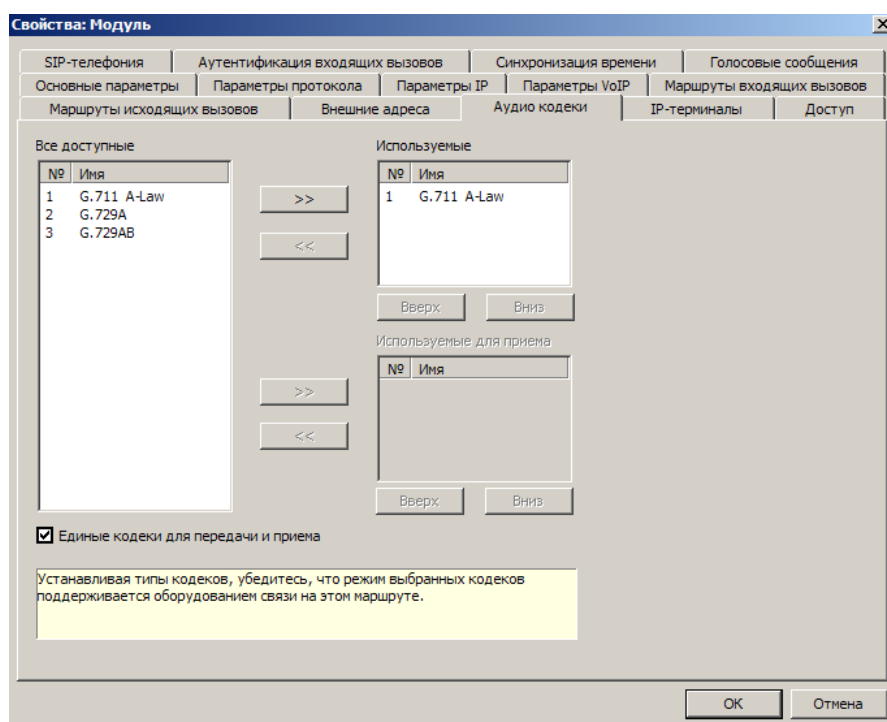 Свойства: Модуль
SIP-телефония
Аутентификация входящих вызовов
Синхронизация времени
Голосовые сообщения
Основные параметры
Параметры протокола
Параметры IP
Параметры VoIP
Маршруты входящих вызовов
Маршруты исходящих вызовов
Внешние адреса
Аудио кодеки
IP-терминалы
Доступ
Все доступные
№ Имя
1 G.711 A-Law
2 G.729A
3 G.729AB
>>
<<
Используемые
№ Имя
1 G.711 A-Law
Вверх
Вниз
Используемые для приема
№ Имя
>>
<<
Вверх
Вниз
Единые кодеки для передачи и приема
Устанавливая типы кодеков, убедитесь, что режим выбранных кодеков
поддерживается оборудованием связи на этом маршруте.
OK
Отмена